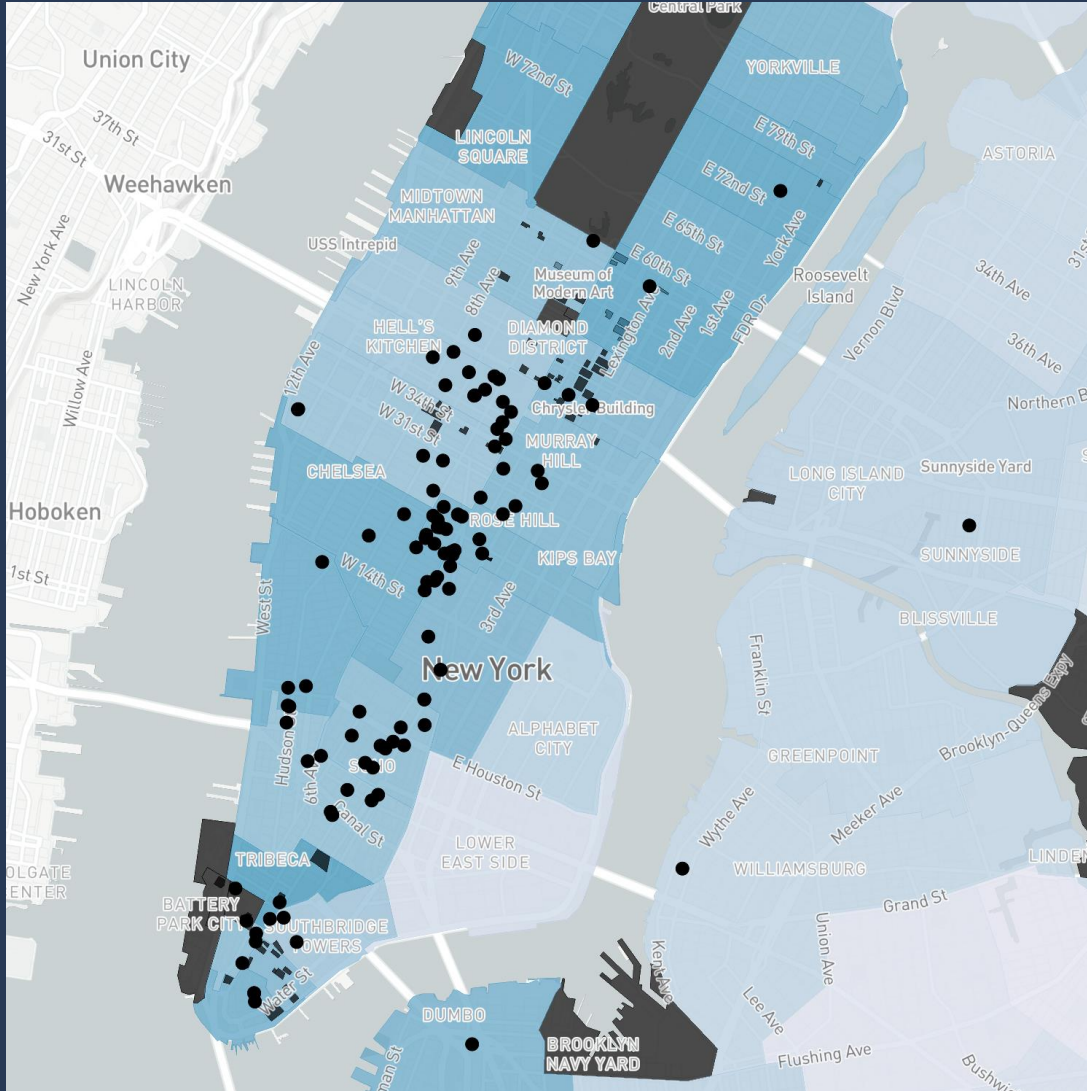 Central Park
Union City
YORKVILLE
W 72nd St
37th St
31st St
E 79th St
LINCOLN
SQUARE
ASTORIA
E 72nd St
Weehawken
MIDTOWN
MANHATTAN
York Ave
E 65th St
USS Intrepid
New York Ave
9th Ave
E 60th St
LINCOLN
HARBOR
8th Ave
Museum of
Modern Art
Roosevelt
Island
34th Ave
Lexington Ave
1st Ave
2nd Ave
FDR Dr
Vernon Blvd
HELL'S
KITCHEN
DIAMOND
DISTRICT
36th Ave
12th Ave
Willow Ave
W 34th St
Northern B
Chrysler Building
W 31st St
MURRAY
HILL
CHELSEA
LONG ISLAND
CITY
Sunnyside Yard
Hoboken
ROSE HILL
SUNNYSIDE
KIPS BAY
1st St
W 14th St
West St
3rd Ave
BLISSVILLE
New York
Franklin St
Brooklyn-Queens Expy
ALPHABET
CITY
Hudson
GREENPOINT
6th Av
E Houston St
Wythe Ave
Meeker Ave
Canal St
TRIBECA
LOWER
EAST SIDE
WILLIAMSBURG
LINDEN
OLGATE
ENTER
Grand St
BATTERY
PARK CITY
SOUTHBRIDGE
TOWERS
Union Ave
Kent Ave
Water St
Lee Ave
DUMBO
BROOKLYN
NAVY YARD
man St
Flushing Ave
Bushwi